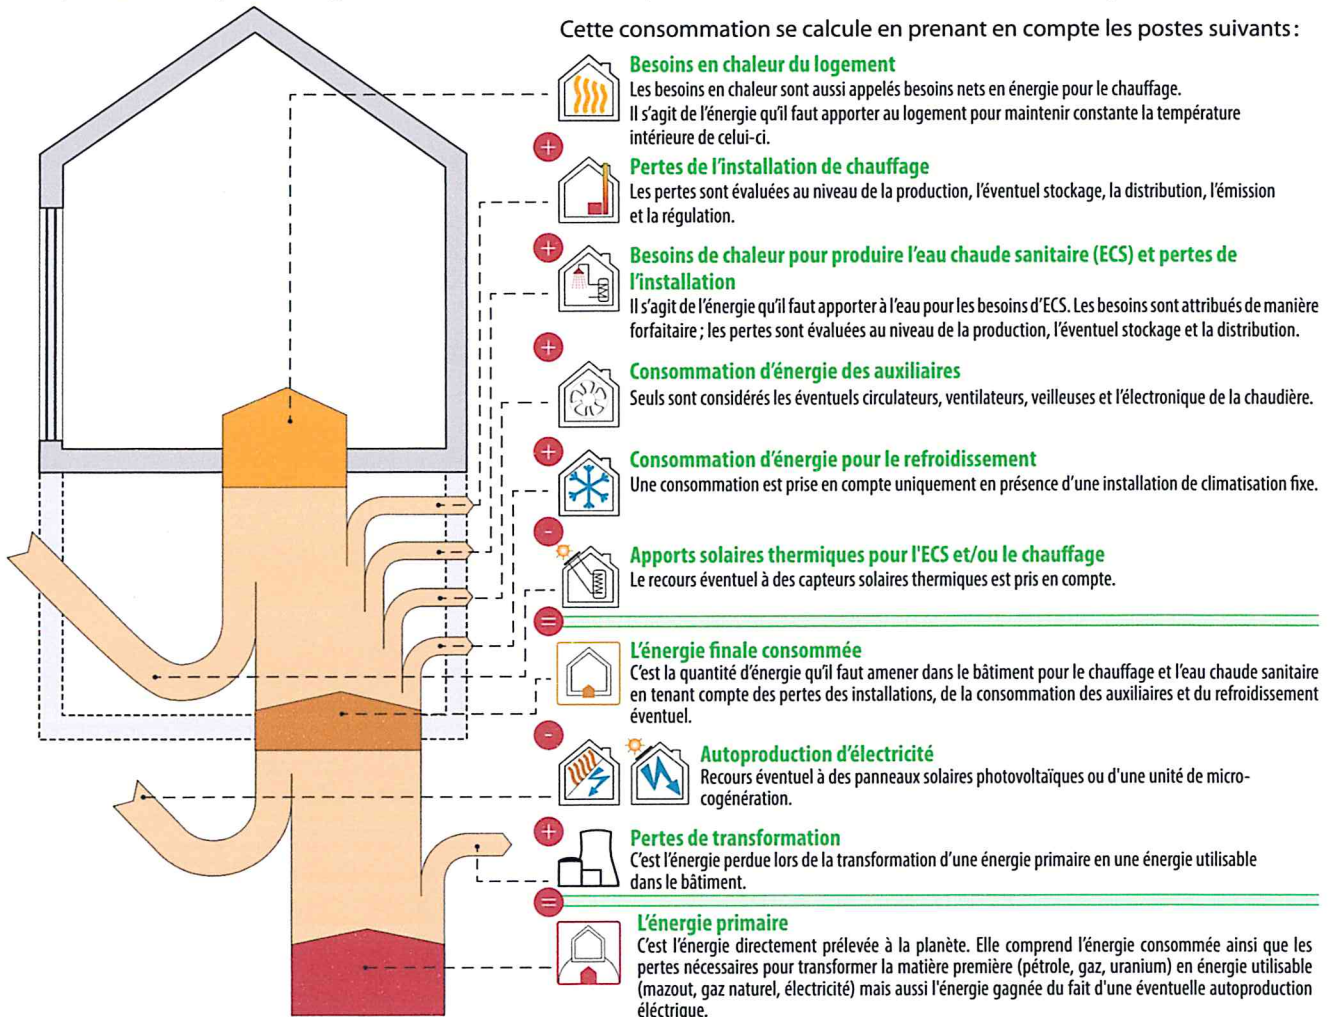 Cette consommation se calcule en prenant en compte les postes suivants :
Besoins en chaleur du logement
Les besoins en chaleur sont aussi appelés besoins nets en énergie pour le chauffage.
Il s'agit de l'énergie qu'il faut apporter au logement pour maintenir constante la température
intérieure de celui-ci.
+
Pertes de l'installation de chauffage
Les pertes sont évaluées au niveau de la production, l'éventuel stockage, la distribution, l'émission
et la régulation.
+
Besoins de chaleur pour produire l'eau chaude sanitaire (ECS) et pertes de
l'installation
Il s'agit de l'énergie qu'il faut apporter à l'eau pour les besoins d'ECS. Les besoins sont attribués de manière
forfaitaire ; les pertes sont évaluées au niveau de la production, l'éventuel stockage et la distribution.
+
Consommation d'énergie des auxiliaires
Seuls sont considérés les éventuels circulateurs, ventilateurs, veilleuses et l'électronique de la chaudière.
+
Consommation d'énergie pour le refroidissement
Une consommation est prise en compte uniquement en présence d'une installation de climatisation fixe.
-
Apports solaires thermiques pour l'ECS et/ou le chauffage
Le recours éventuel à des capteurs solaires thermiques est pris en compte.
=
L'énergie finale consommée
C'est la quantité d'énergie qu'il faut amener dans le bâtiment pour le chauffage et l'eau chaude sanitaire
en tenant compte des pertes des installations, de la consommation des auxiliaires et du refroidissement
éventuel.
-
Autoproduction d'électricité
Recours éventuel à des panneaux solaires photovoltaïques ou d'une unité de micro-
cogénération.
+
Pertes de transformation
C'est l'énergie perdue lors de la transformation d'une énergie primaire en une énergie utilisable
dans le bâtiment.
=
L'énergie primaire
C'est l'énergie directement prélevée à la planète. Elle comprend l'énergie consommée ainsi que les
pertes nécessaires pour transformer la matière première (pétrole, gaz, uranium) en énergie utilisable
(mazout, gaz naturel, électricité) mais aussi l'énergie gagnée du fait d'une éventuelle autoproduction
éléctrique.